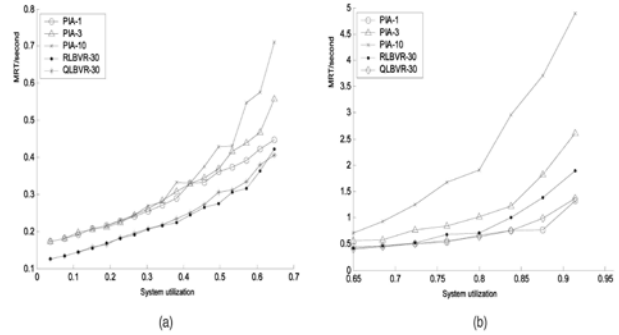 0.8
0.7
0.6
0.5
0.4
0.3
0.2
0.1
MRT/second
PIA-1
PIA-3
PIA-10
RLBVR-30
QLBVR-30
0 0.1 0.2 0.3 0.4 0.5 0.6 0.7
System utilization
(a)
5
4.5
4
3.5
3
2.5
2
1.5
1
0.5
0
MRT/second
PIA-1
PIA-3
PIA-10
RLBVR-30
QLBVR-30
0.65 0.7 0.75 0.8 0.85 0.9 0.95
System utilization
(b)